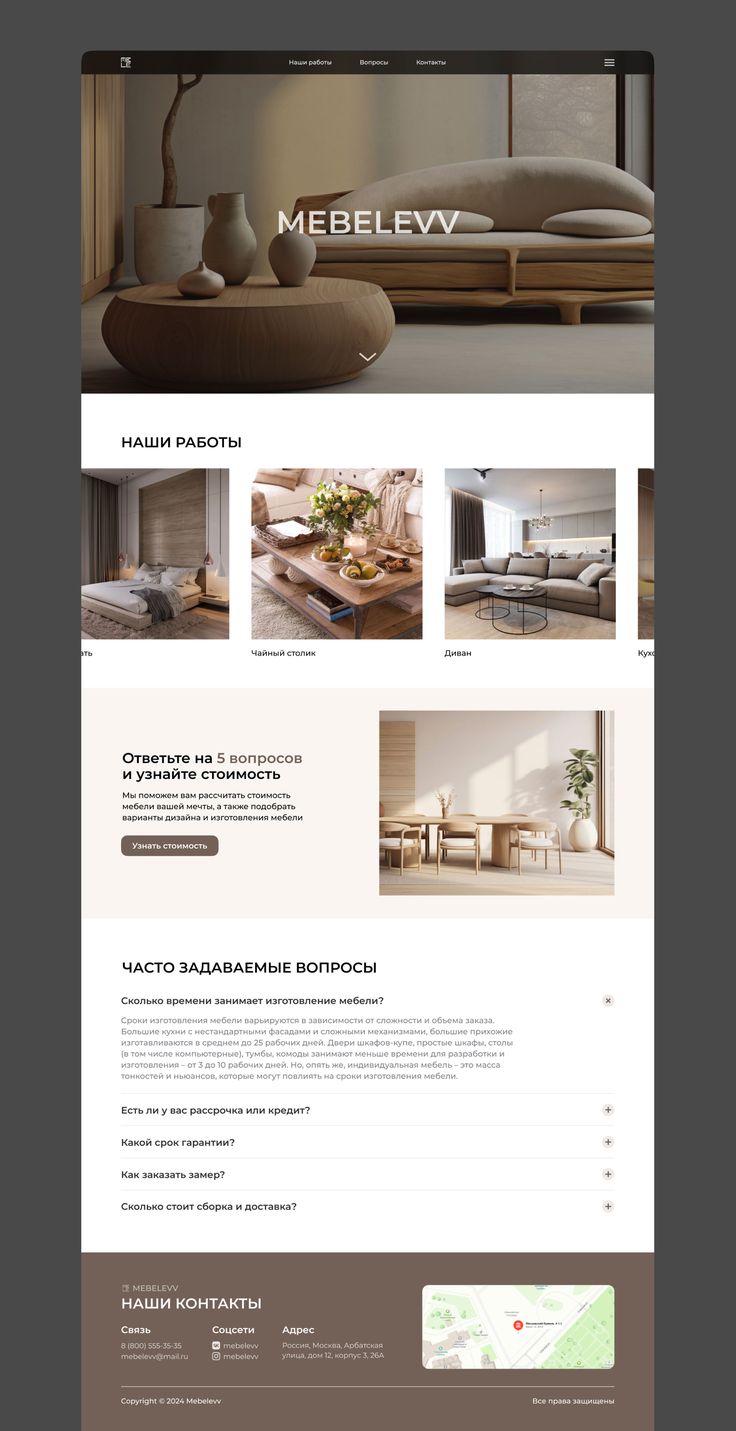 Наши работы Вопросы Контакты
MEBELEVV
НАШИ РАБОТЫ
ать Чайный столик Диван Кухо
Ответьте на 5 вопросов
и узнайте стоимость
Мы поможем вам рассчитать стоимость
мебели вашей мечты, а также подобрать
варианты дизайна и изготовления мебели
Узнать стоимость
ЧАСТО ЗАДАВАЕМЫЕ ВОПРОСЫ
Сколько времени занимает изготовление мебели?
Сроки изготовления мебели варьируются в зависимости от сложности и объема заказа.
Большие кухни с нестандартными фасадами и сложными механизмами, большие прихожие
изготавливаются в среднем до 25 рабочих дней. Двери шкафов-купе, простые шкафы, столы
(в том числе компьютерные), тумбы, комоды занимают меньше времени для разработки и
изготовления – от 3 до 10 рабочих дней. Но, опять же, индивидуальная мебель – это масса
тонкостей и ньюансов, которые могут повлиять на сроки изготовления мебели.
Есть ли у вас рассрочка или кредит?
Какой срок гарантии?
Как заказать замер?
Сколько стоит сборка и доставка?
MEBELEVV
НАШИ КОНТАКТЫ
Связь
8 (800) 555-35-35
mebelevv@mail.ru
Соцсети
mebelevv
mebelevv
Адрес
Россия, Москва, Арбатская
улица, дом 12, корпус 3, 26А
Copyright © 2024 Mebelevv
Все права защищены